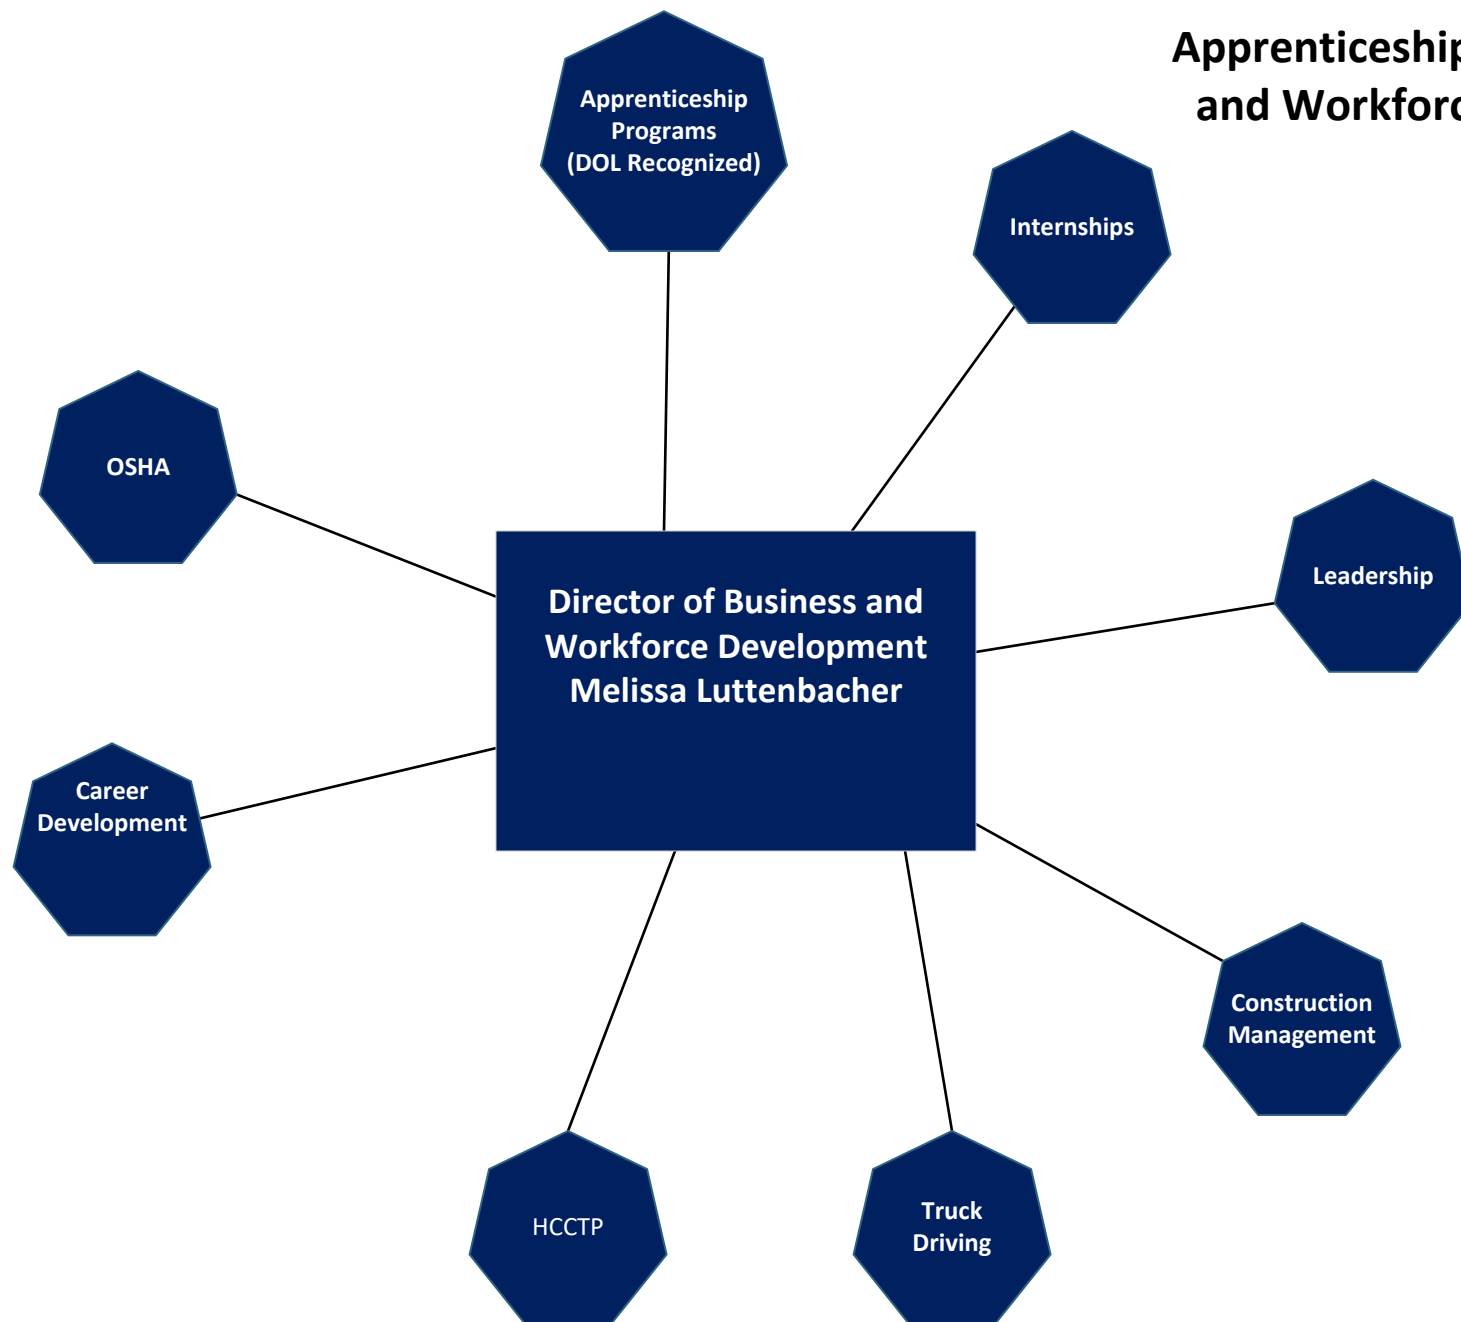 Apprenticeship
and Workforc
Apprenticeship
Programs
(DOL Recognized)
Internships
OSHA
Leadership
Director of Business and
Workforce Development
Melissa Luttenbacher
Career
Development
Construction
Management
HCCTP
Truck
Driving